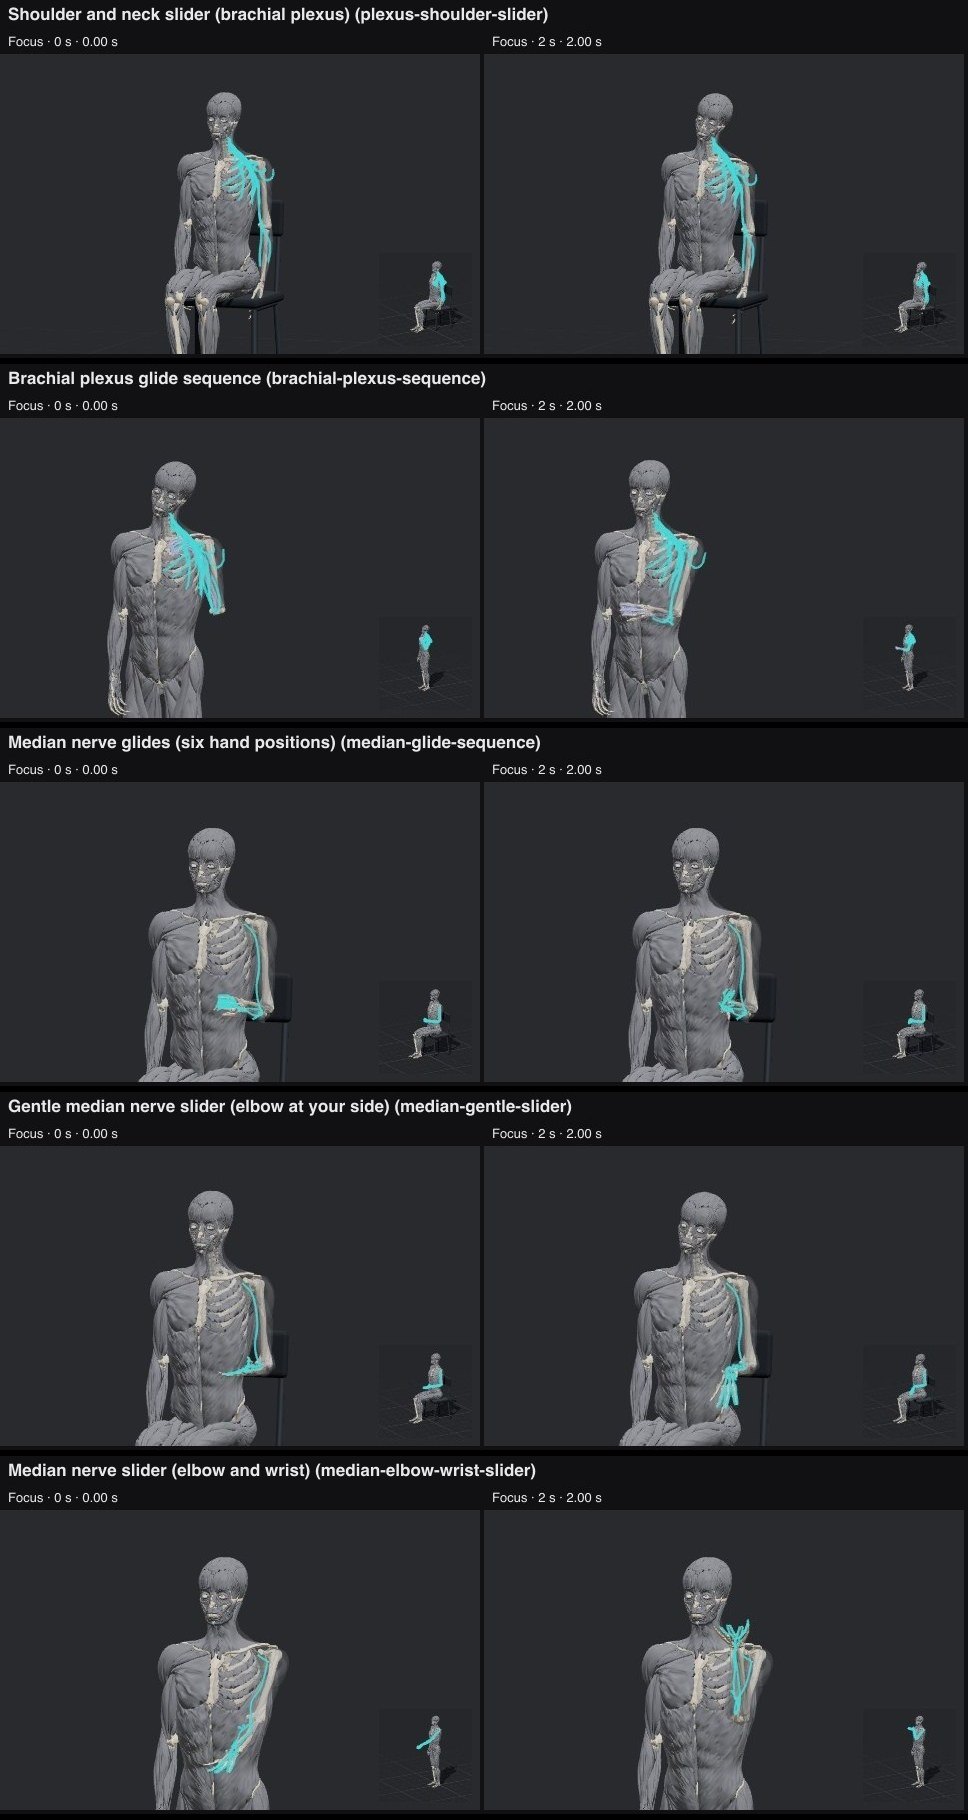 Shoulder and neck slider (brachial plexus) (plexus-shoulder-slider)
Focus · 0 s · 0.00 s
Focus · 2 s · 2.00 s
Brachial plexus glide sequence (brachial-plexus-sequence)
Focus · 0 s · 0.00 s
Focus · 2 s · 2.00 s
Median nerve glides (six hand positions) (median-glide-sequence)
Focus · 0 s · 0.00 s
Focus · 2 s · 2.00 s
Gentle median nerve slider (elbow at your side) (median-gentle-slider)
Focus · 0 s · 0.00 s
Focus · 2 s · 2.00 s
Median nerve slider (elbow and wrist) (median-elbow-wrist-slider)
Focus · 0 s · 0.00 s
Focus · 2 s · 2.00 s